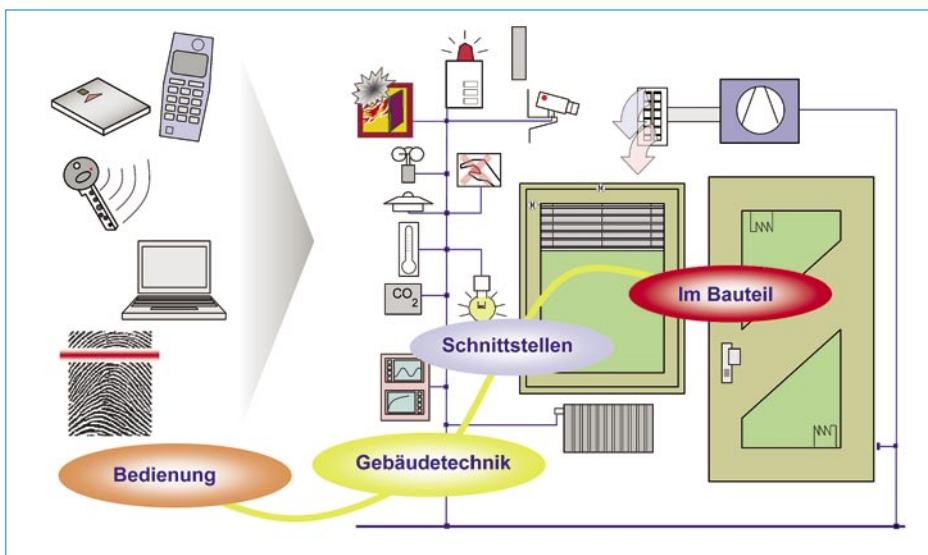 CO2
Im Bauteil
Schnittstellen
Gebäudetechnik
Bedienung